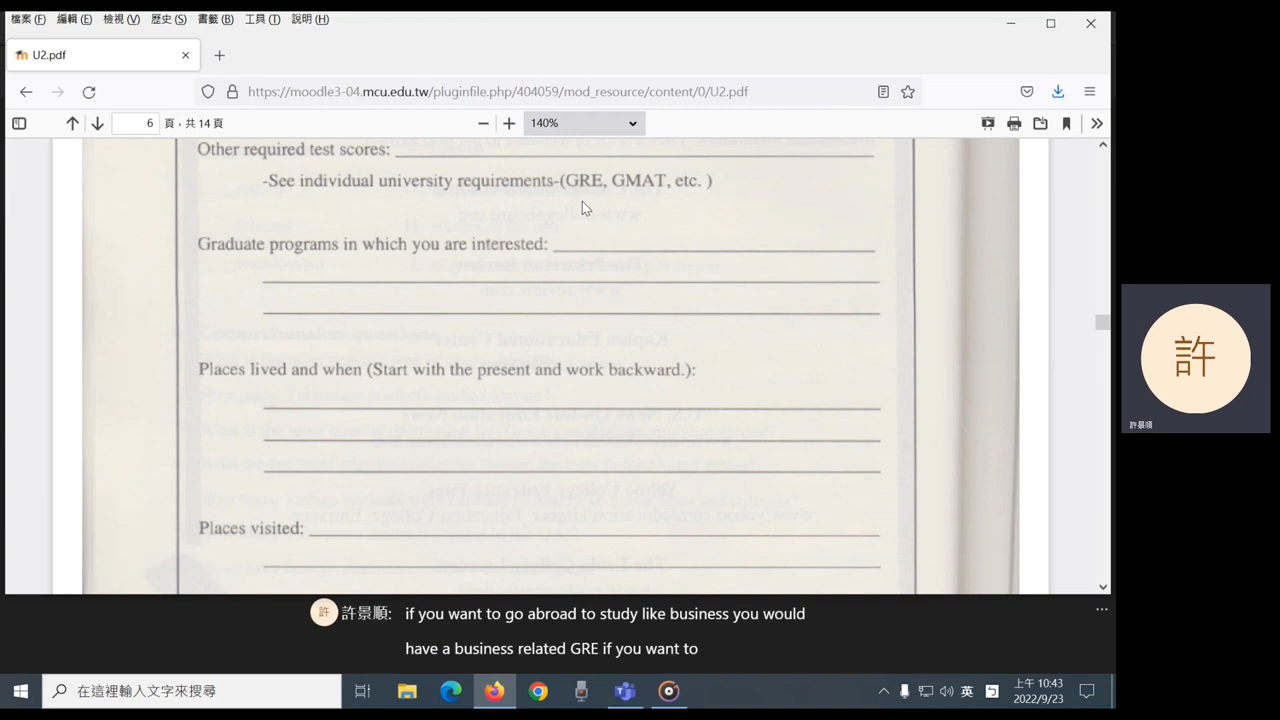 檔案 (F) 編輯 (E) 檢視 (V) 歷史 (S) 書籤 (B) 工具 (T) 說明 (H)
U2.pdf
https://moodle3-04.mcu.edu.tw/pluginfile.php/404059/mod_resource/content/0/U2.pdf
6 頁，共 14 頁
140%
Other required test scores:
-See individual university requirements-(GRE, GMAT, etc. )
Graduate programs in which you are interested:
Places lived and when (Start with the present and work backward.):
Places visited:
許
許景順
許 許景順: if you want to go abroad to study like business you would
have a business related GRE if you want to
在這裡輸入文字來搜尋
英
ㄅ
上午 10:43
2022/9/23